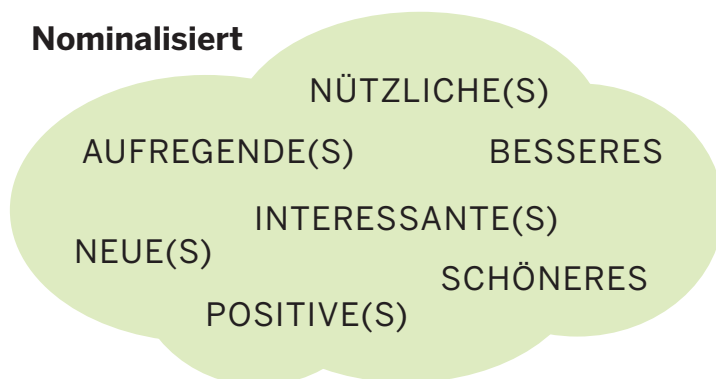 Nominalisiert
NÜTZLICHE(S)
AUFREGENDE(S)
BESSERES
INTERESSANTE(S)
NEUE(S)
SCHÖNERES
POSITIVE(S)